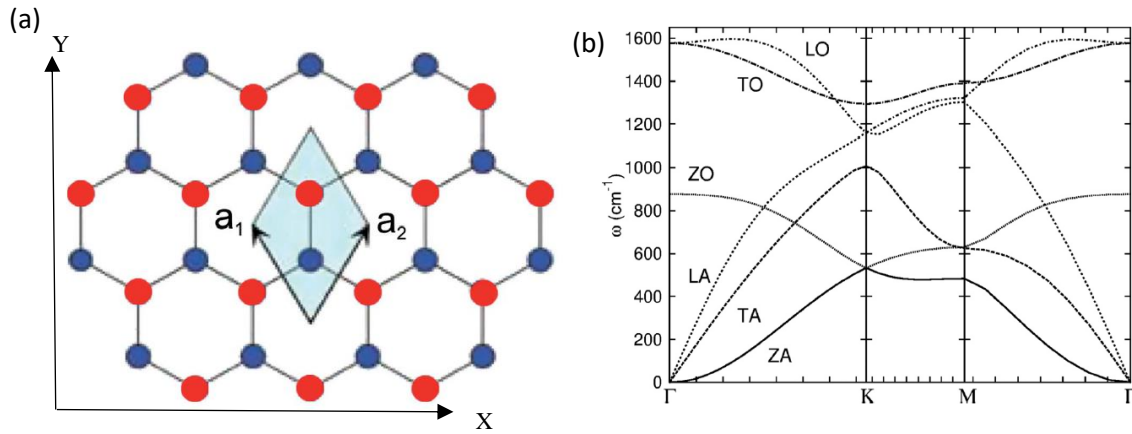 (a)
Y
a1
a2
X
(b)
1600
1400
1200
1000
800
600
400
200
0
ω (cm-1)
LO
TO
ZO
LA
TA
ZA
Γ
K
M
Γ